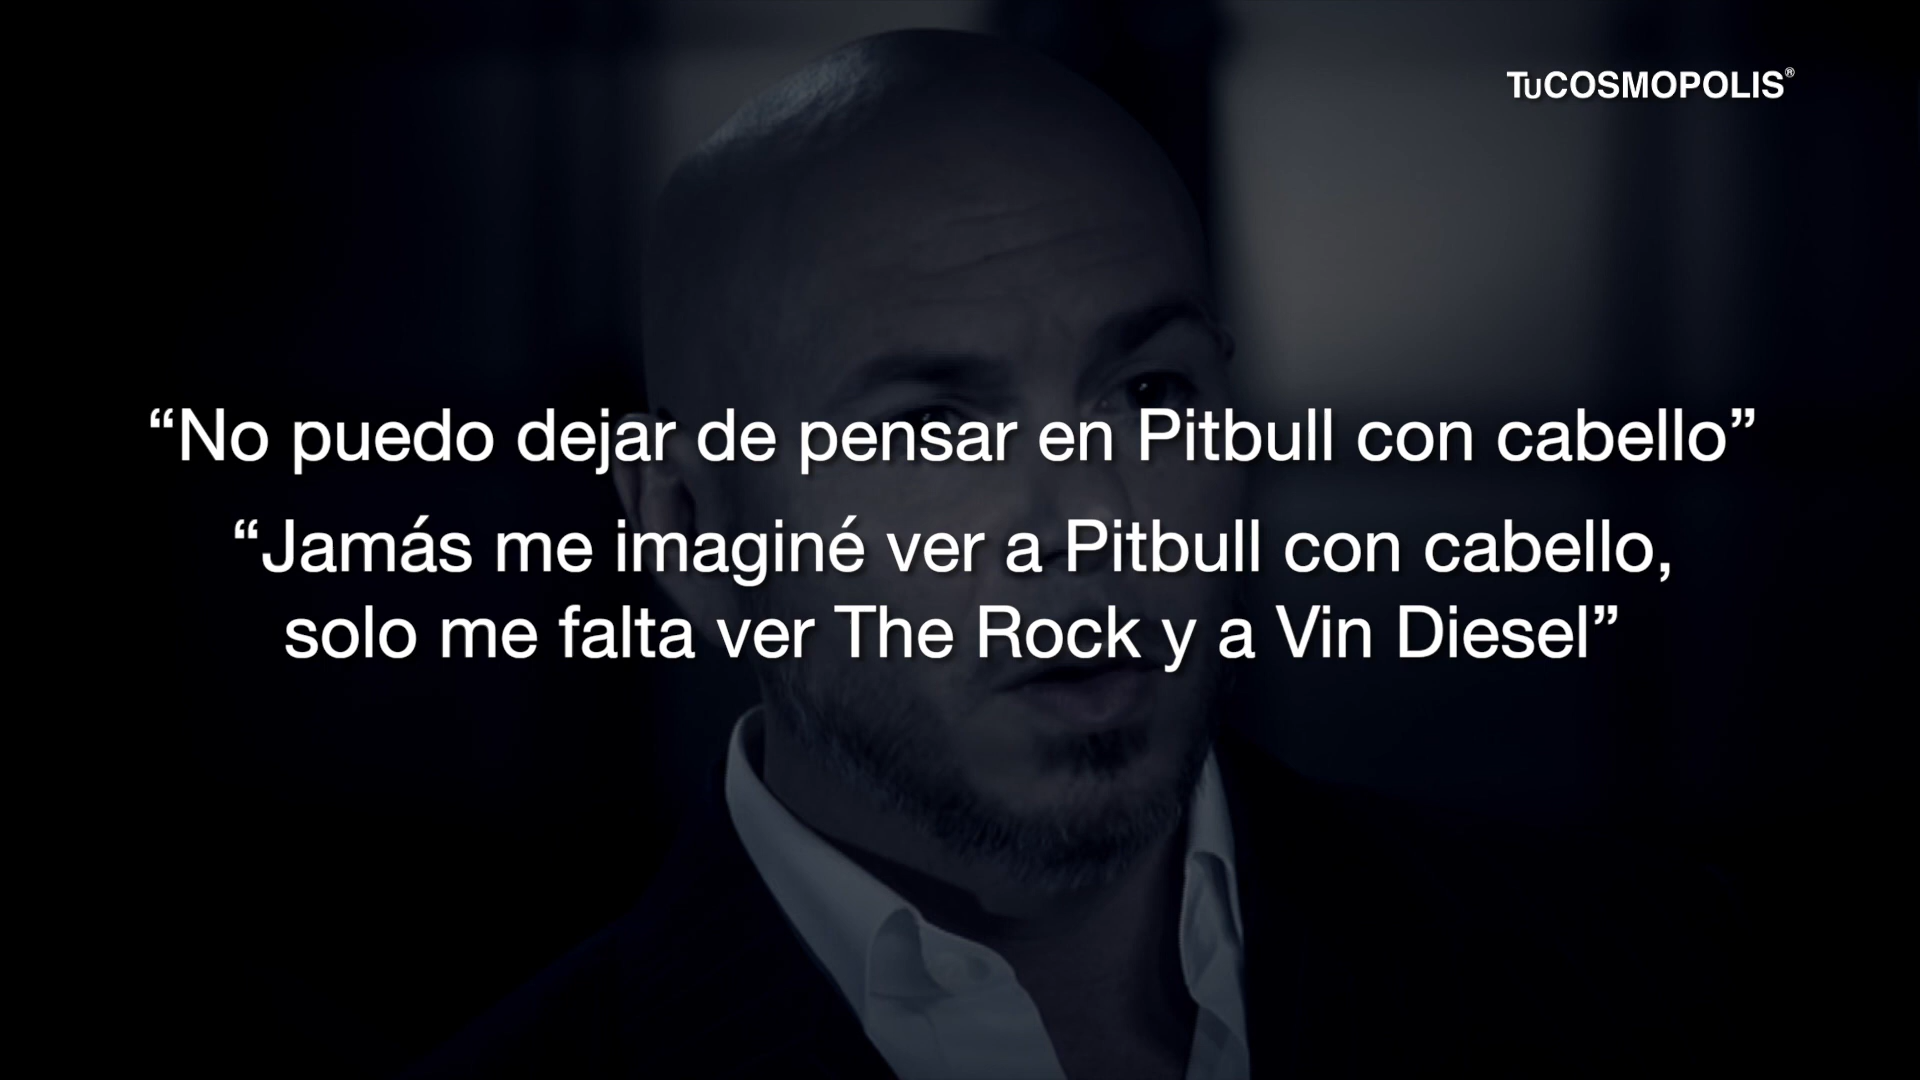 TuCOSMOPOLIS®
“No puedo dejar de pensar en Pitbull con cabello”
“Jamás me imaginé ver a Pitbull con cabello,
solo me falta ver The Rock y a Vin Diesel”